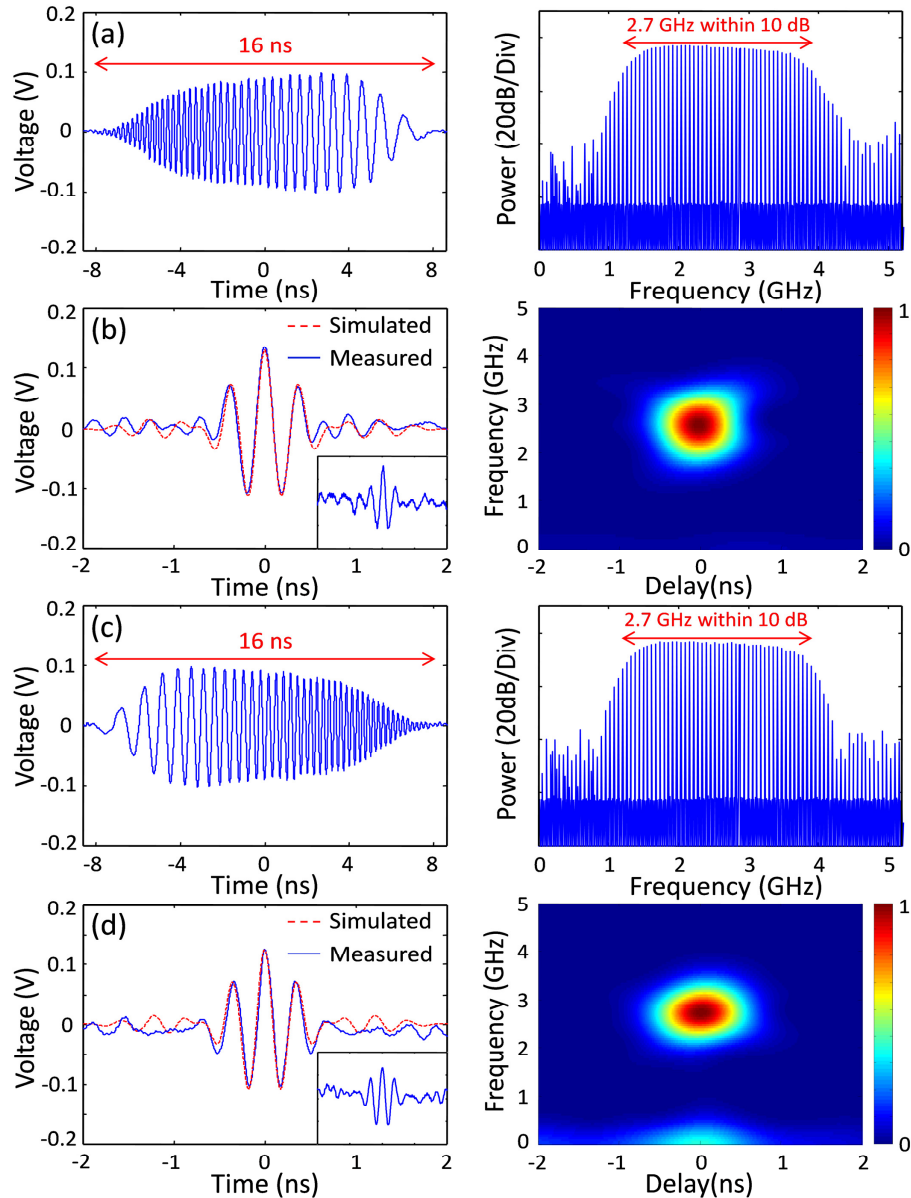 (a)
16 ns
Voltage (V)
0.2
0.1
0
-0.1
-0.2
-8
-4
0
4
8
Time (ns)
2.7 GHz within 10 dB
Power (20dB/Div)
0
1
2
3
4
5
Frequency (GHz)
(b)
Simulated
Measured
Voltage (V)
0.2
0.1
0
-0.1
-0.2
-2
-1
0
1
2
Time (ns)
Frequency (GHz)
5
4
3
2
1
0
-2
-1
0
1
2
Delay(ns)
1
0
(c)
16 ns
Voltage (V)
0.2
0.1
0
-0.1
-0.2
-8
-4
0
4
8
Time (ns)
2.7 GHz within 10 dB
Power (20dB/Div)
0
1
2
3
4
5
Frequency (GHz)
(d)
Simulated
Measured
Voltage (V)
0.2
0.1
0
-0.1
-0.2
-2
-1
0
1
2
Time (ns)
Frequency (GHz)
5
4
3
2
1
0
-2
-1
0
1
2
Delay(ns)
1
0